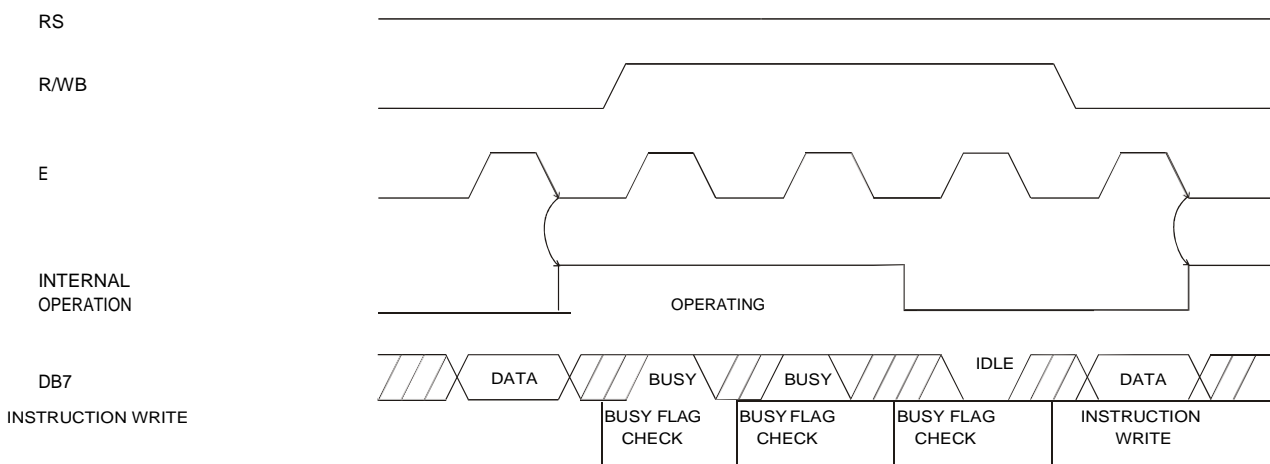 RS
R/WB
E
INTERNAL
OPERATION
OPERATING
IDLE
DB7
DATA
BUSY
BUSY
DATA
INSTRUCTION WRITE
BUSY FLAG
CHECK
BUSY FLAG
CHECK
BUSY FLAG
CHECK
INSTRUCTION
WRITE